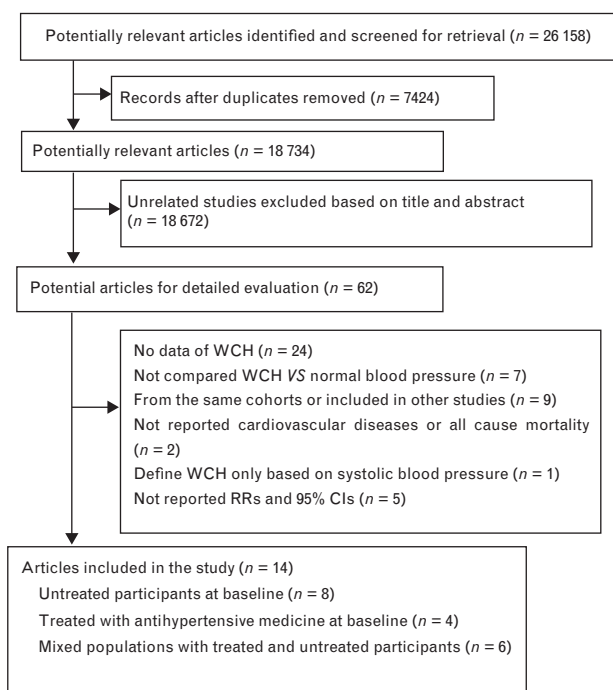 Potentially relevant articles identified and screened for retrieval (n = 26 158)
Records after duplicates removed (n = 7424)
Potentially relevant articles (n = 18 734)
Unrelated studies excluded based on title and abstract
(n = 18 672)
Potential articles for detailed evaluation (n = 62)
No data of WCH (n = 24)
Not compared WCH VS normal blood pressure (n = 7)
From the same cohorts or included in other studies (n = 9)
Not reported cardiovascular diseases or all cause mortality
(n = 2)
Define WCH only based on systolic blood pressure (n = 1)
Not reported RRs and 95% CIs (n = 5)
Articles included in the study (n = 14)
Untreated participants at baseline (n = 8)
Treated with antihypertensive medicine at baseline (n = 4)
Mixed populations with treated and untreated participants (n = 6)